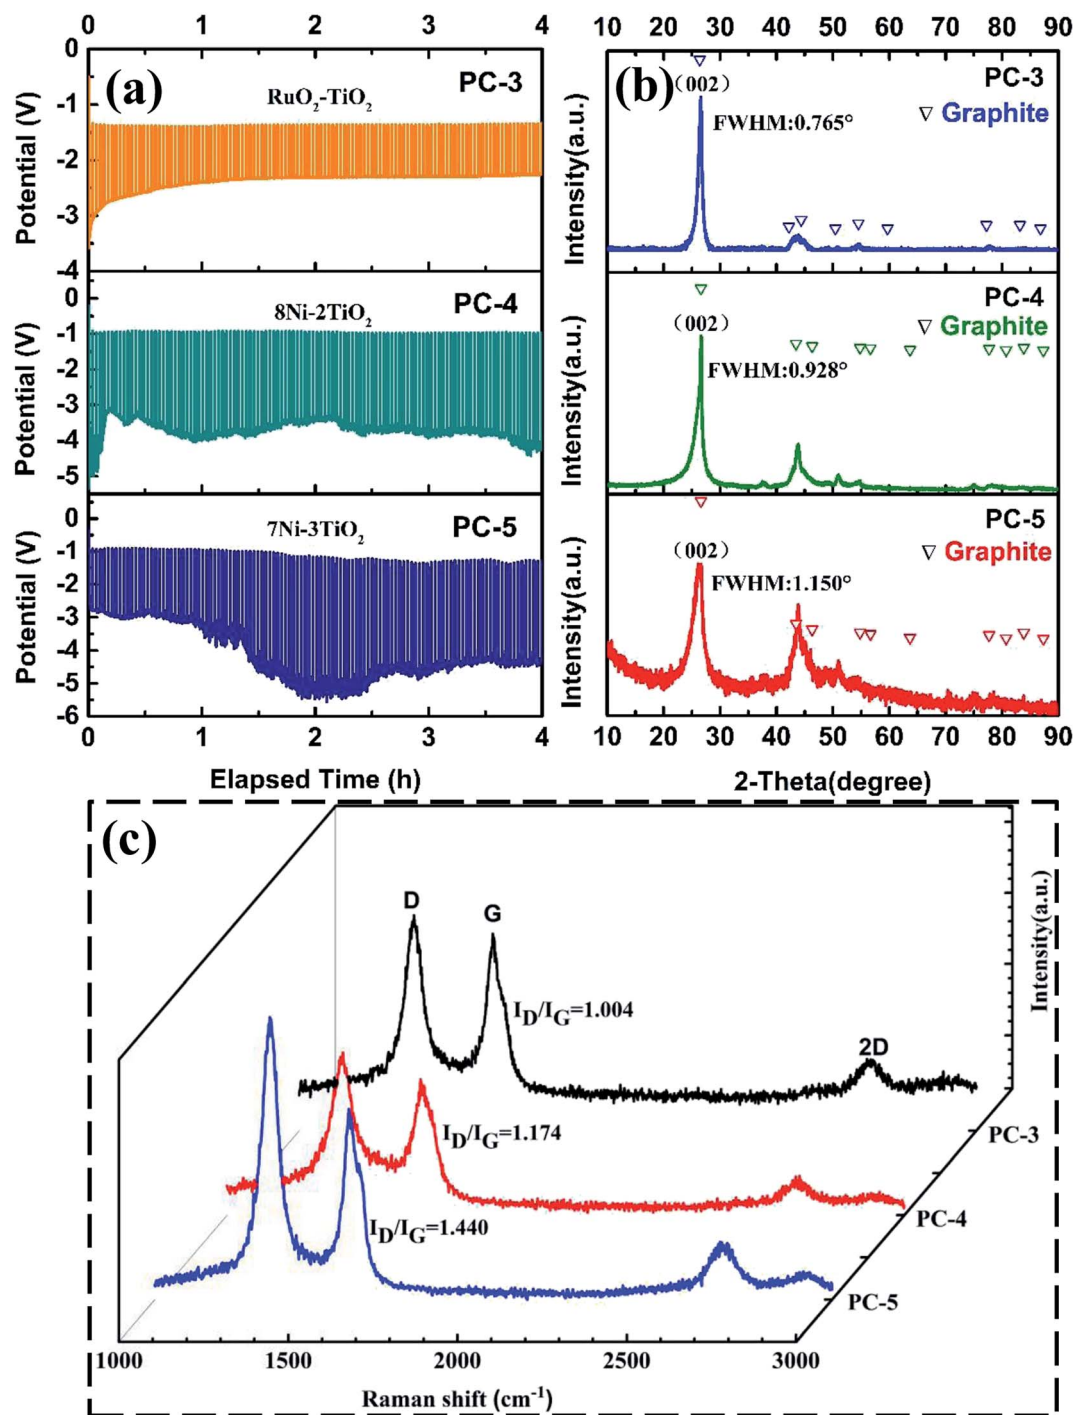 0 1 2 3 4
(a)
PC-3
RuO2-TiO2
Potential (V)
0
-1
-2
-3
-4
PC-4
8Ni-2TiO2
Potential (V)
0
-1
-2
-3
-4
-5
PC-5
7Ni-3TiO2
Potential (V)
0
-1
-2
-3
-4
-5
-6
0 1 2 3 4
Elapsed Time (h)
10 20 30 40 50 60 70 80 90
(b)
(002)
PC-3
▽ Graphite
FWHM:0.765°
Intensity(a.u.)
PC-4
(002)
▽ Graphite
FWHM:0.928°
Intensity(a.u.)
PC-5
(002)
▽ Graphite
FWHM:1.150°
Intensity(a.u.)
10 20 30 40 50 60 70 80 90
2-Theta(degree)
(c)
D
G
2D
ID/IG=1.004
ID/IG=1.174
ID/IG=1.440
Intensity(a.u.)
PC-3
PC-4
PC-5
1000 1500 2000 2500 3000
Raman shift (cm-1)